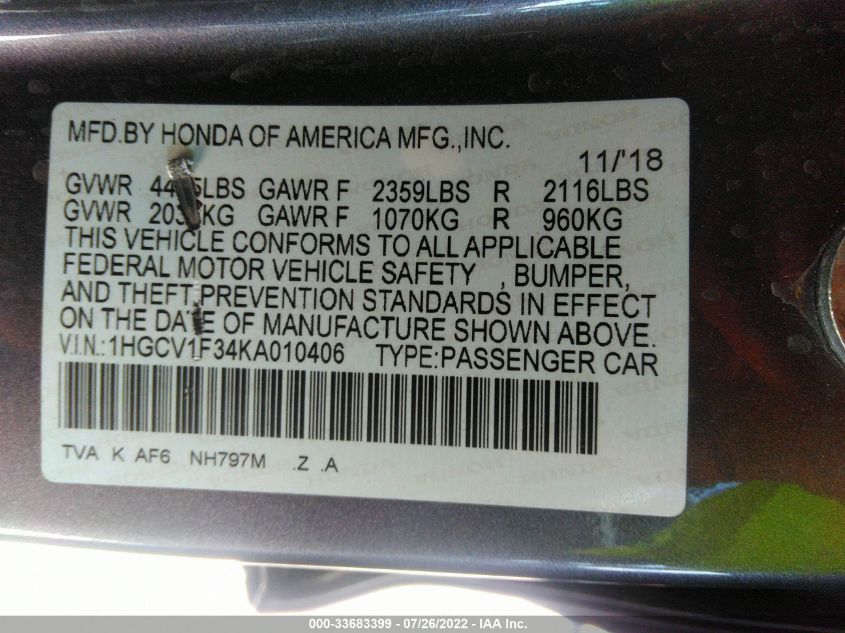 MFD.BY HONDA OF AMERICA MFG.,INC.
11/'18
GVWR LBS GAWR F 2359LBS R 2116LBS
GVWR KG GAWR F 1070KG R 960KG
THIS VEHICLE CONFORMS TO ALL APPLICABLE
FEDERAL MOTOR VEHICLE SAFETY , BUMPER,
AND THEFT PREVENTION STANDARDS IN EFFECT
ON THE DATE OF MANUFACTURE SHOWN ABOVE.
V.I.N.:1HGCV1F34KA010406 TYPE:PASSENGER CAR
TVA K AF6 NH797M .Z .A
000-33683399 - 07/26/2022 - IAA Inc.